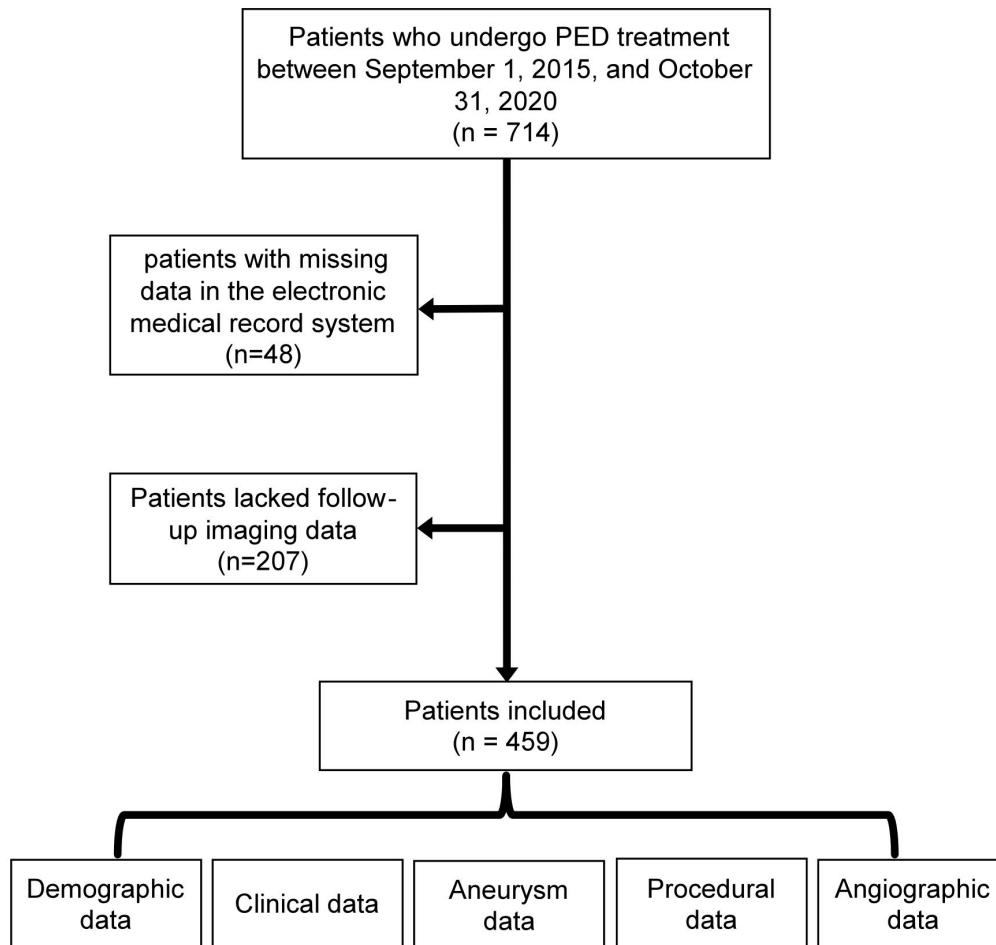 Patients who undergo PED treatment
between September 1, 2015, and October
31, 2020
(n = 714)
patients with missing
data in the electronic
medical record system
(n=48)
Patients lacked follow-
up imaging data
(n=207)
Patients included
(n = 459)
Demographic
data
Clinical data
Aneurysm
data
Procedural
data
Angiographic
data